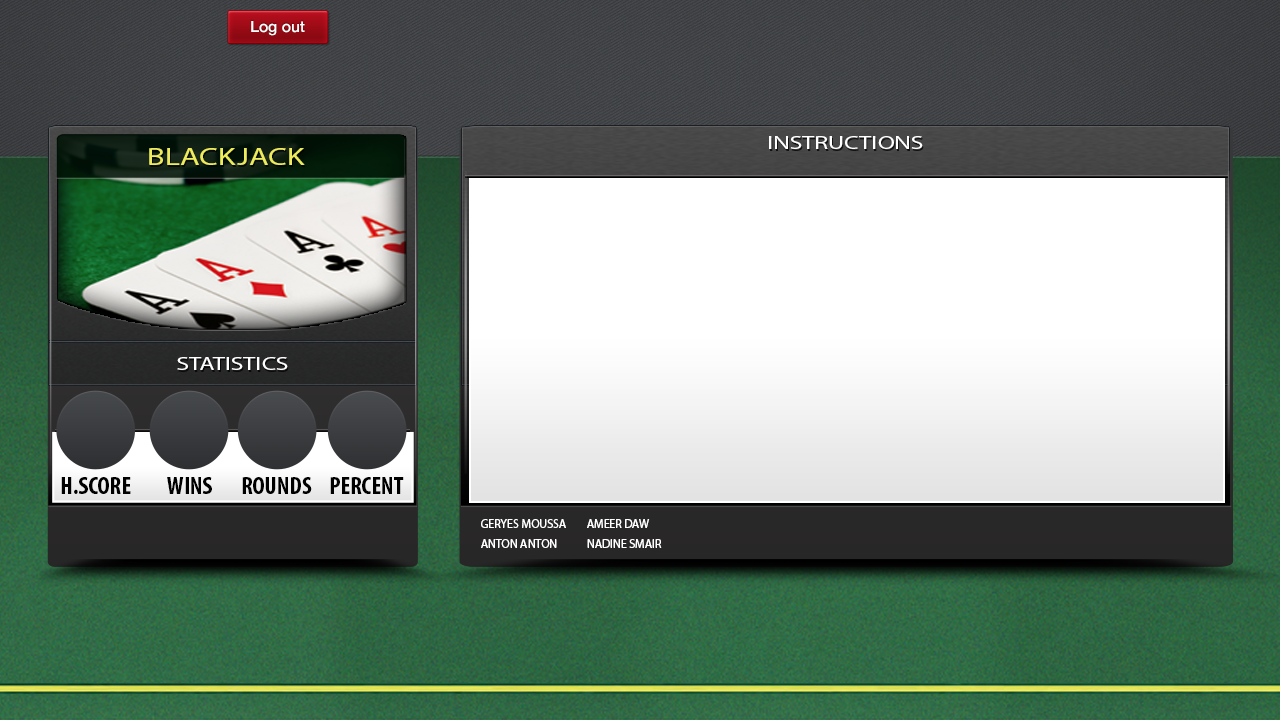 Log out
BLACKJACK
A A A A
STATISTICS
H.SCORE WINS ROUNDS PERCENT
INSTRUCTIONS
GERYES MOUSSA AMEER DAW
ANTON ANTON NADINE SMAIR